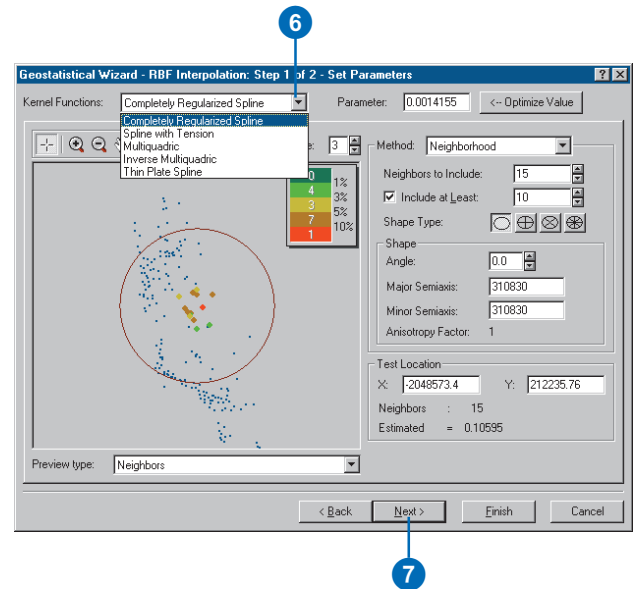 6
Geostatistical Wizard - RBF Interpolation: Step 1 of 2 - Set Parameters
Kernel Functions: Completely Regularized Spline Parameter: 0.0014155 <-- Optimize Value
Completely Regularized Spline
Spline with Tension
Multiquadric
Inverse Multiquadric
Thin Plate Spline
3
0
4
3
7
1
1%
3%
5%
10%
Method: Neighborhood
Neighbors to Include: 15
Include at Least: 10
Shape Type:
Shape
Angle: 0.0
Major Semiaxis: 310830
Minor Semiaxis: 310830
Anisotropy Factor: 1
Test Location
X: -2048573.4 Y: 212235.76
Neighbors : 15
Estimated = 0.10595
Preview type: Neighbors
< Back Next > Finish Cancel
7